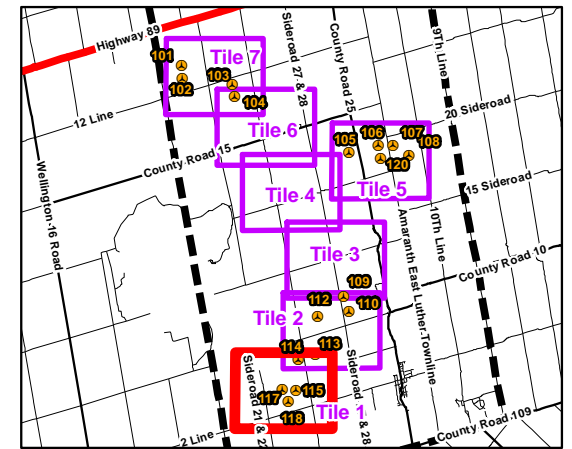 Highway 89
Sideroad 27 & 28
County Road 25
9Th Line
101
Tile 7
102
103
104
12 Line
Tile 6
20 Sideroad
County Road 15
105
106
107
108
120
Wellington 16 Road
Tile 4
Tile 5
15 Sideroad
10Th Line
Amaranth East Luther Townline
Tile 3
County Road 10
109
112
110
Tile 2
114
113
Sideroad 21 & 22
Sideroad
& 28
117
115
118
Tile 1
2 Line
County Road 109